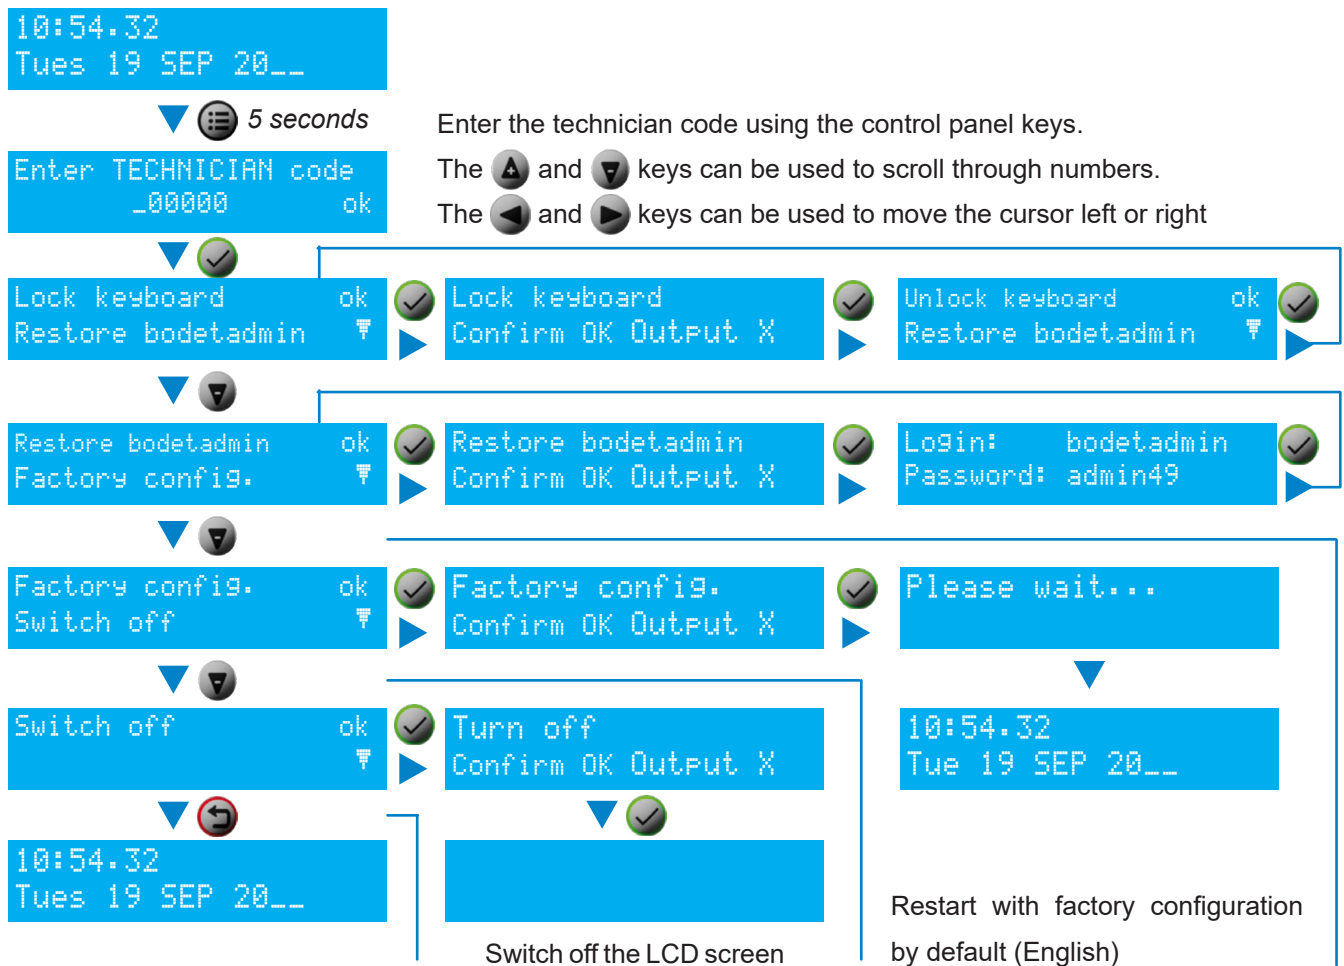 10:54.32
Tues 19 SEP 20__
5 seconds
Enter the technician code using the control panel keys.
Enter TECHNICIAN code
_00000 ok
The and keys can be used to scroll through numbers.
The and keys can be used to move the cursor left or right
Lock keyboard ok
Restore bodetadmin
Lock keyboard
Confirm OK Output X
Unlock keyboard ok
Restore bodetadmin
Restore bodetadmin ok
Factory config.
Restore bodetadmin
Confirm OK Output X
Login: bodetadmin
Password: admin49
Factory config. ok
Switch off
Factory config.
Confirm OK Output X
Please wait...
Switch off ok
Turn off
Confirm OK Output X
10:54.32
Tue 19 SEP 20__
10:54.32
Tues 19 SEP 20__
Switch off the LCD screen
Restart with factory configuration
by default (English)